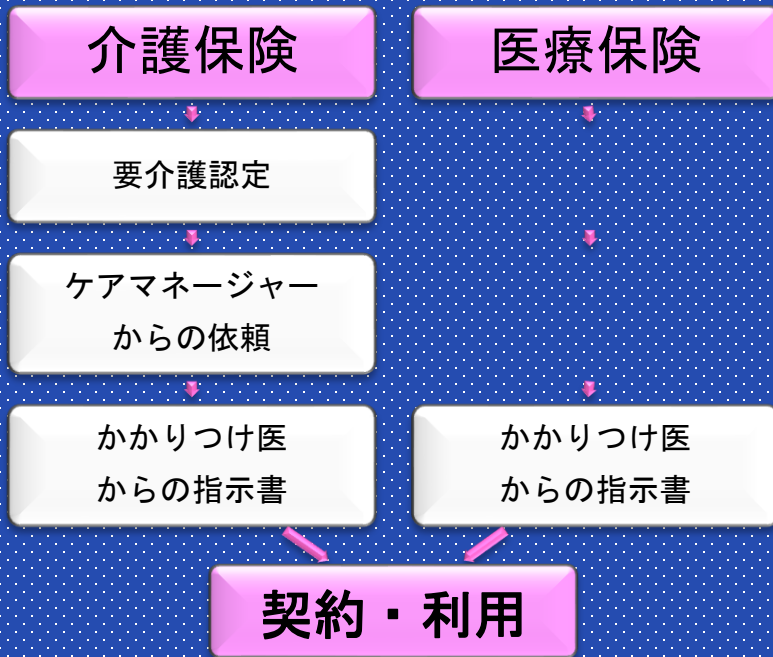 介護保険
医療保険
要介護認定
ケアマネージャー
からの依頼
かかりつけ医
からの指示書
かかりつけ医
からの指示書
契約・利用